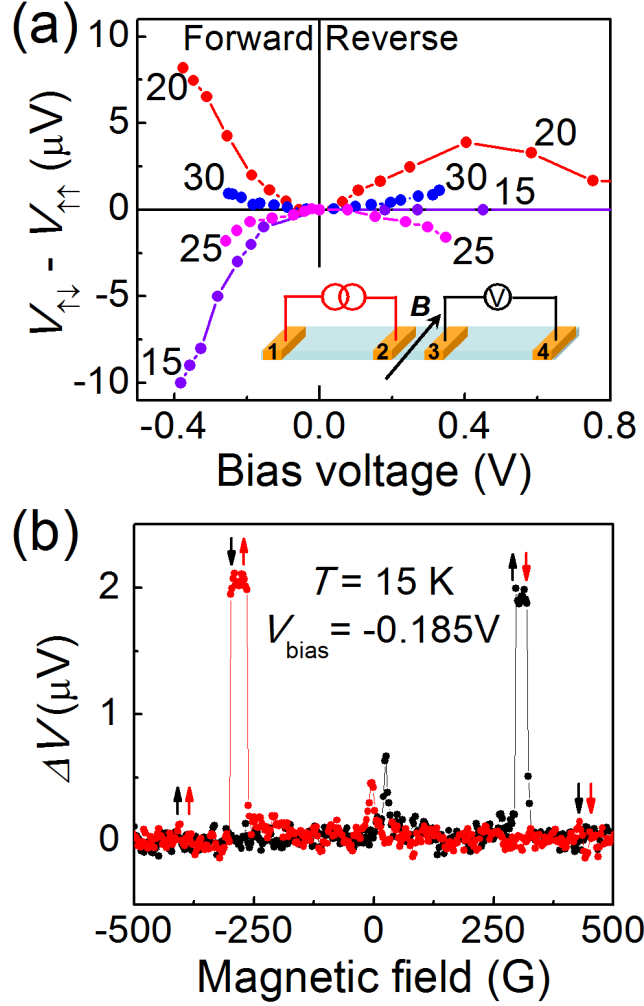 (a)
Forward Reverse
V↑↓ - V↑↑ (μV)
10
5
0
-5
-10
20
30
25
15
20
30
15
25
B
V
1
2
3
4
-0.4
0.0
0.4
0.8
Bias voltage (V)
(b)
T = 15 K
Vbias = -0.185V
ΔV (μV)
2
1
0
-500
-250
0
250
500
Magnetic field (G)